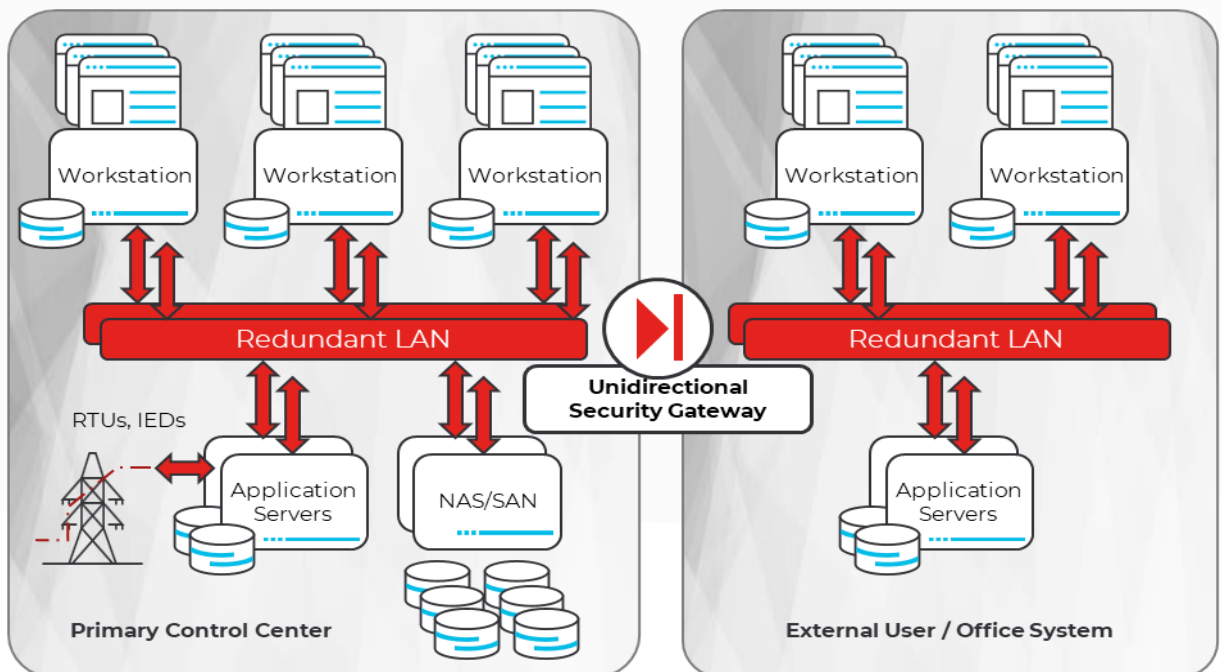 Workstation
Workstation
Workstation
Workstation
Workstation
Redundant LAN
Redundant LAN
Unidirectional
Security Gateway
RTUs, IEDs
Application
Servers
NAS/SAN
Application
Servers
Primary Control Center
External User / Office System